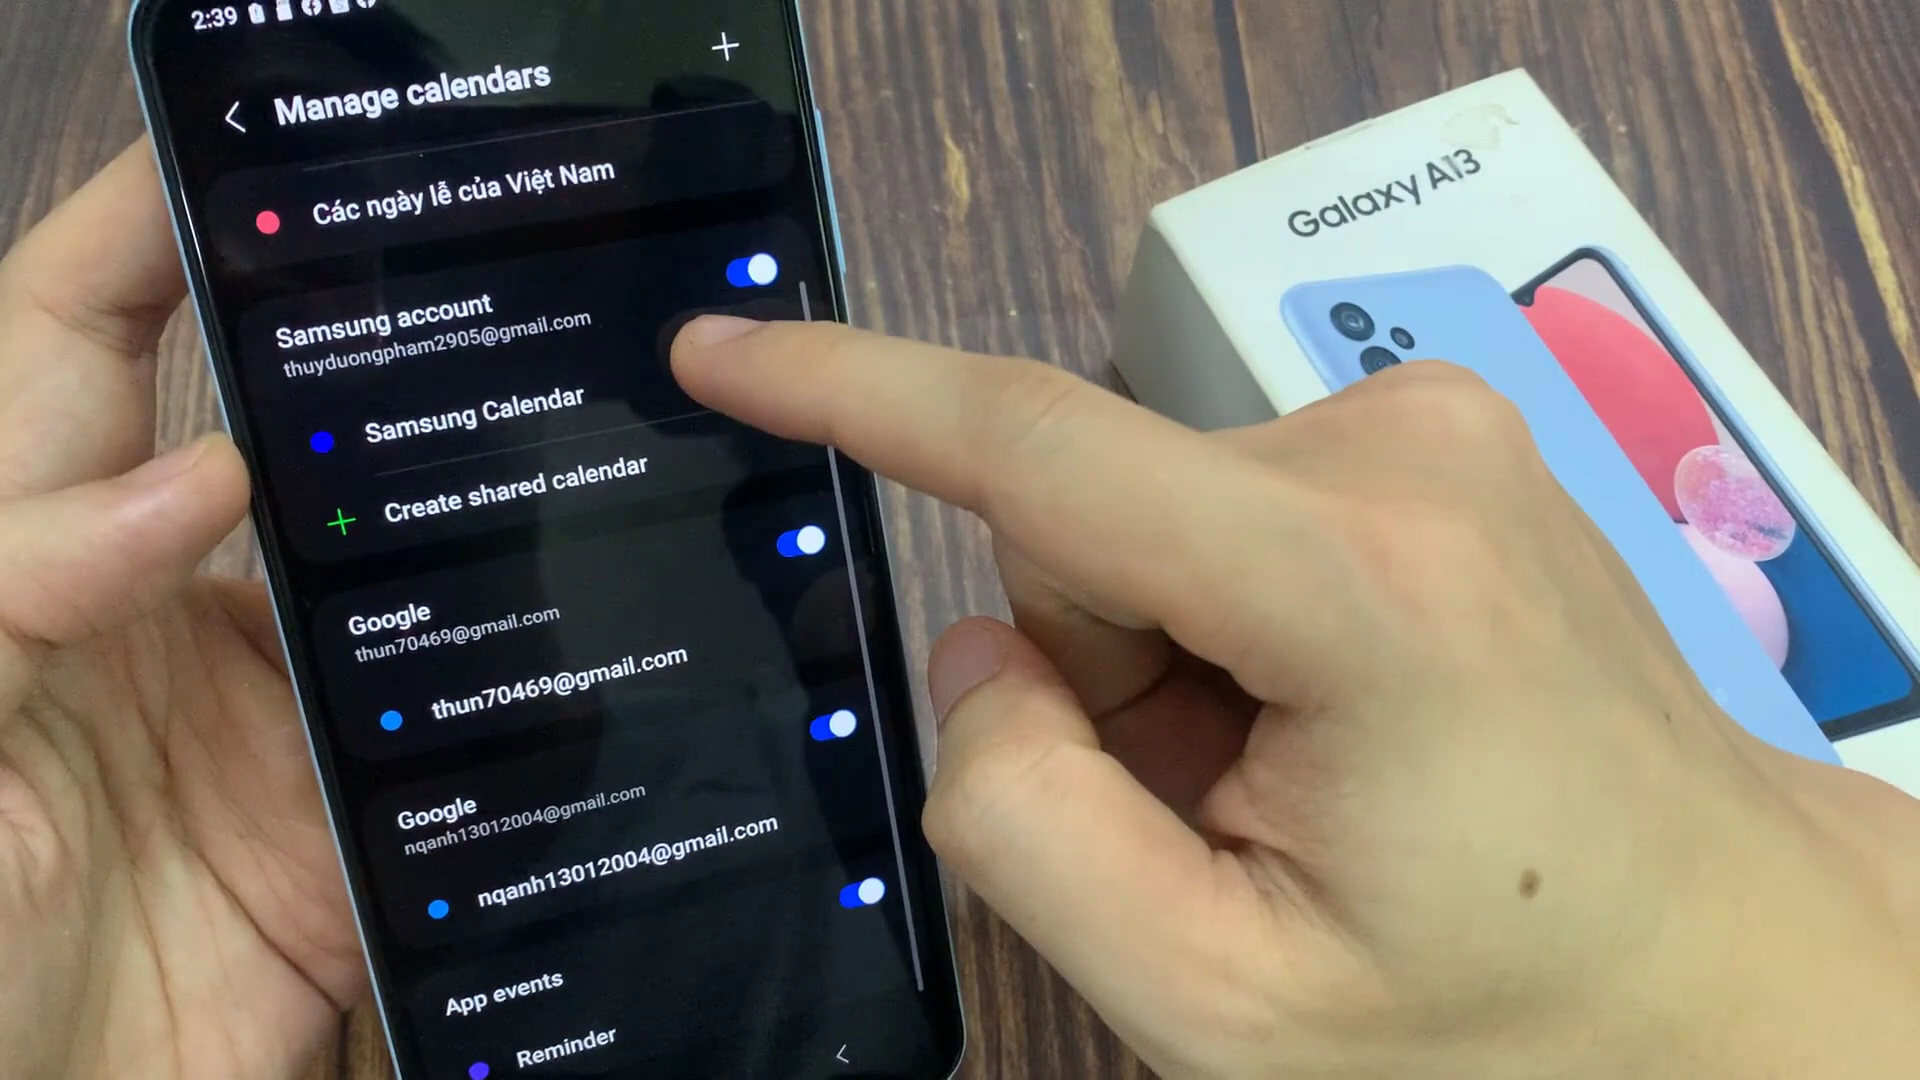 2:39
Manage calendars
Các ngày lễ của Việt Nam
Samsung account
thuyduongpham2905@gmail.com
Samsung Calendar
Create shared calendar
Google
thun70469@gmail.com
thun70469@gmail.com
Google
nqanh13012004@gmail.com
nqanh13012004@gmail.com
App events
Reminder
Galaxy A13